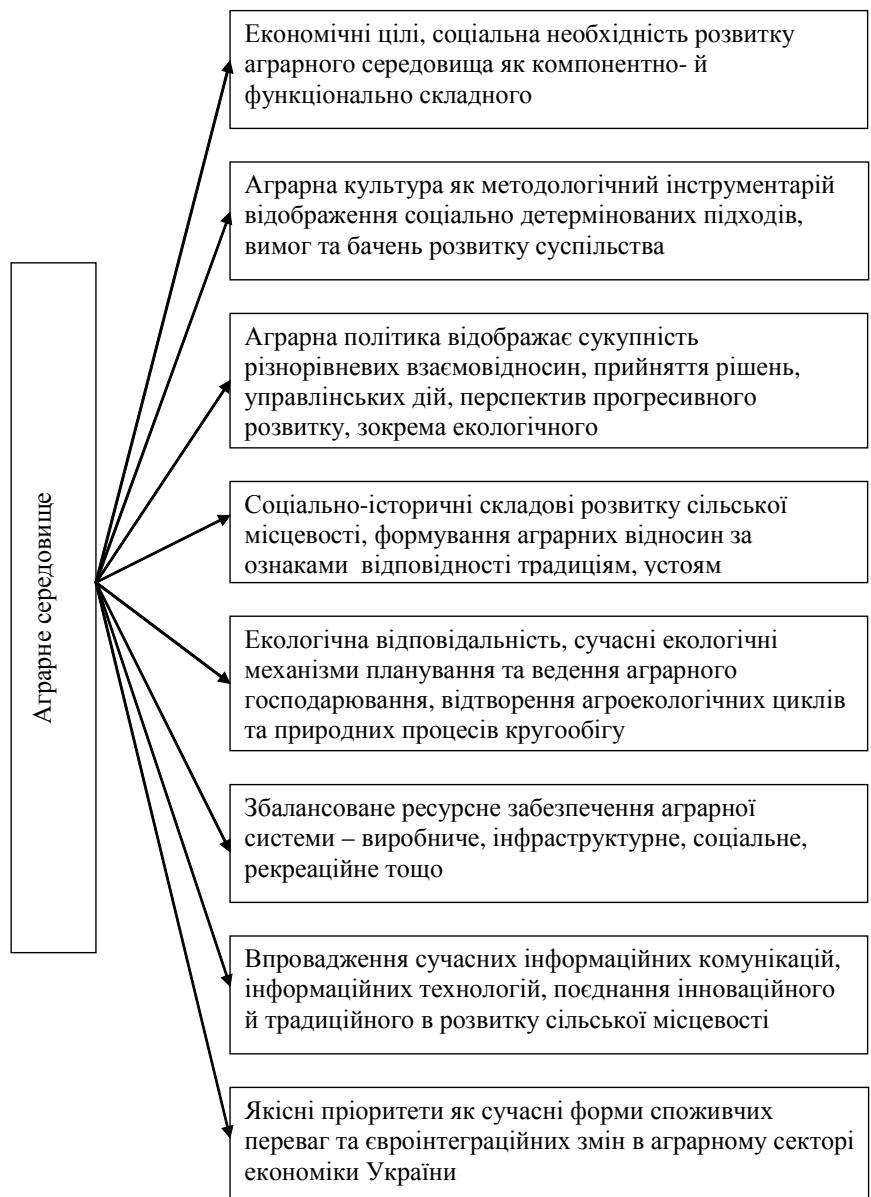 Економічні цілі, соціальна необхідність розвитку
аграрного середовища як компонентно- й
функціонально складного
Аграрна культура як методологічний інструментарій
відображення соціально детермінованих підходів,
вимог та бачень розвитку суспільства
Аграрна політика відображає сукупність
різнорівневих взаємовідносин, прийняття рішень,
управлінських дій, перспектив прогресивного
розвитку, зокрема екологічного
Аграрне середовище
Соціально-історичні складові розвитку сільської
місцевості, формування аграрних відносин за
ознаками  відповідності традиціям, устоям
Екологічна відповідальність, сучасні екологічні
механізми планування та ведення аграрного
господарювання, відтворення агроекологічних циклів
та природних процесів кругообігу
Збалансоване ресурсне забезпечення аграрної
системи – виробниче, інфраструктурне, соціальне,
рекреаційне тощо
Впровадження сучасних інформаційних комунікацій,
інформаційних технологій, поєднання інноваційного
й традиційного в розвитку сільської місцевості
Якісні пріоритети як сучасні форми споживчих
переваг та євроінтеграційних змін в аграрному секторі
економіки України